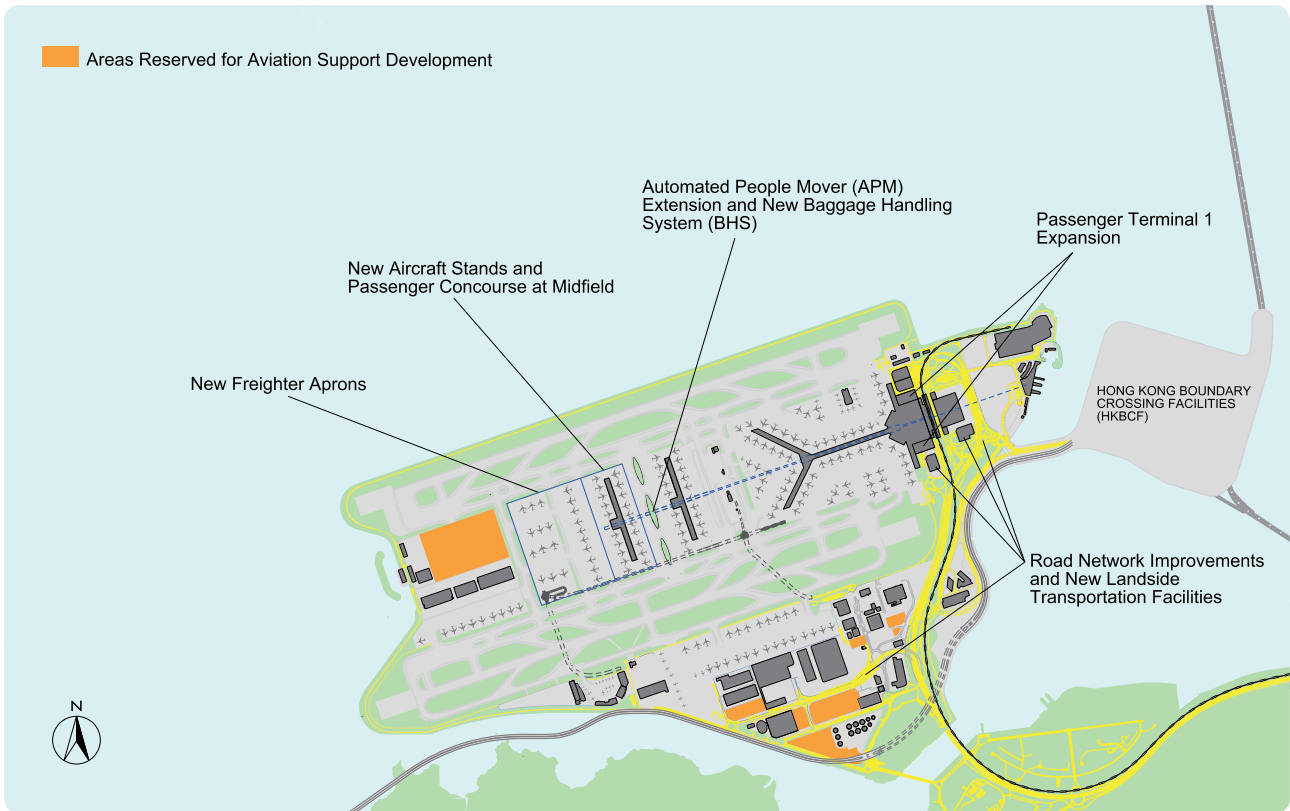 Areas Reserved for Aviation Support Development
Automated People Mover (APM)
Extension and New Baggage Handling
System (BHS)
Passenger Terminal 1
Expansion
New Aircraft Stands and
Passenger Concourse at Midfield
New Freighter Aprons
HONG KONG BOUNDARY
CROSSING FACILITIES
(HKBCF)
Road Network Improvements
and New Landside
Transportation Facilities
N